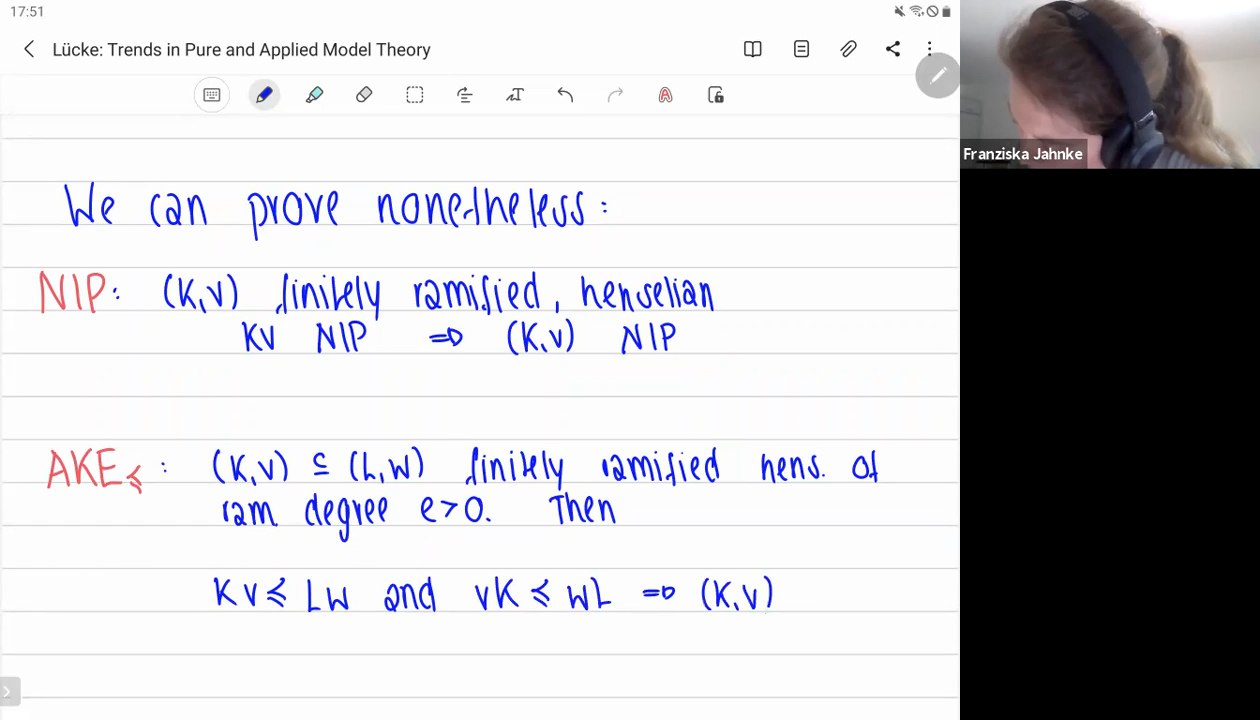 17:51
Lücke: Trends in Pure and Applied Model Theory
Franziska Jahnke
We can prove nonetheless:
NIP: (K,v) finitely ramified, henselian
Kv NIP ⇒ (K,v) NIP
AKE≼ : (K,v) ⊆ (L,w) finitely ramified hens. of
ram degree e>0. Then
Kv ≼ Lw and vK ≼ wL ⇒ (K,v)